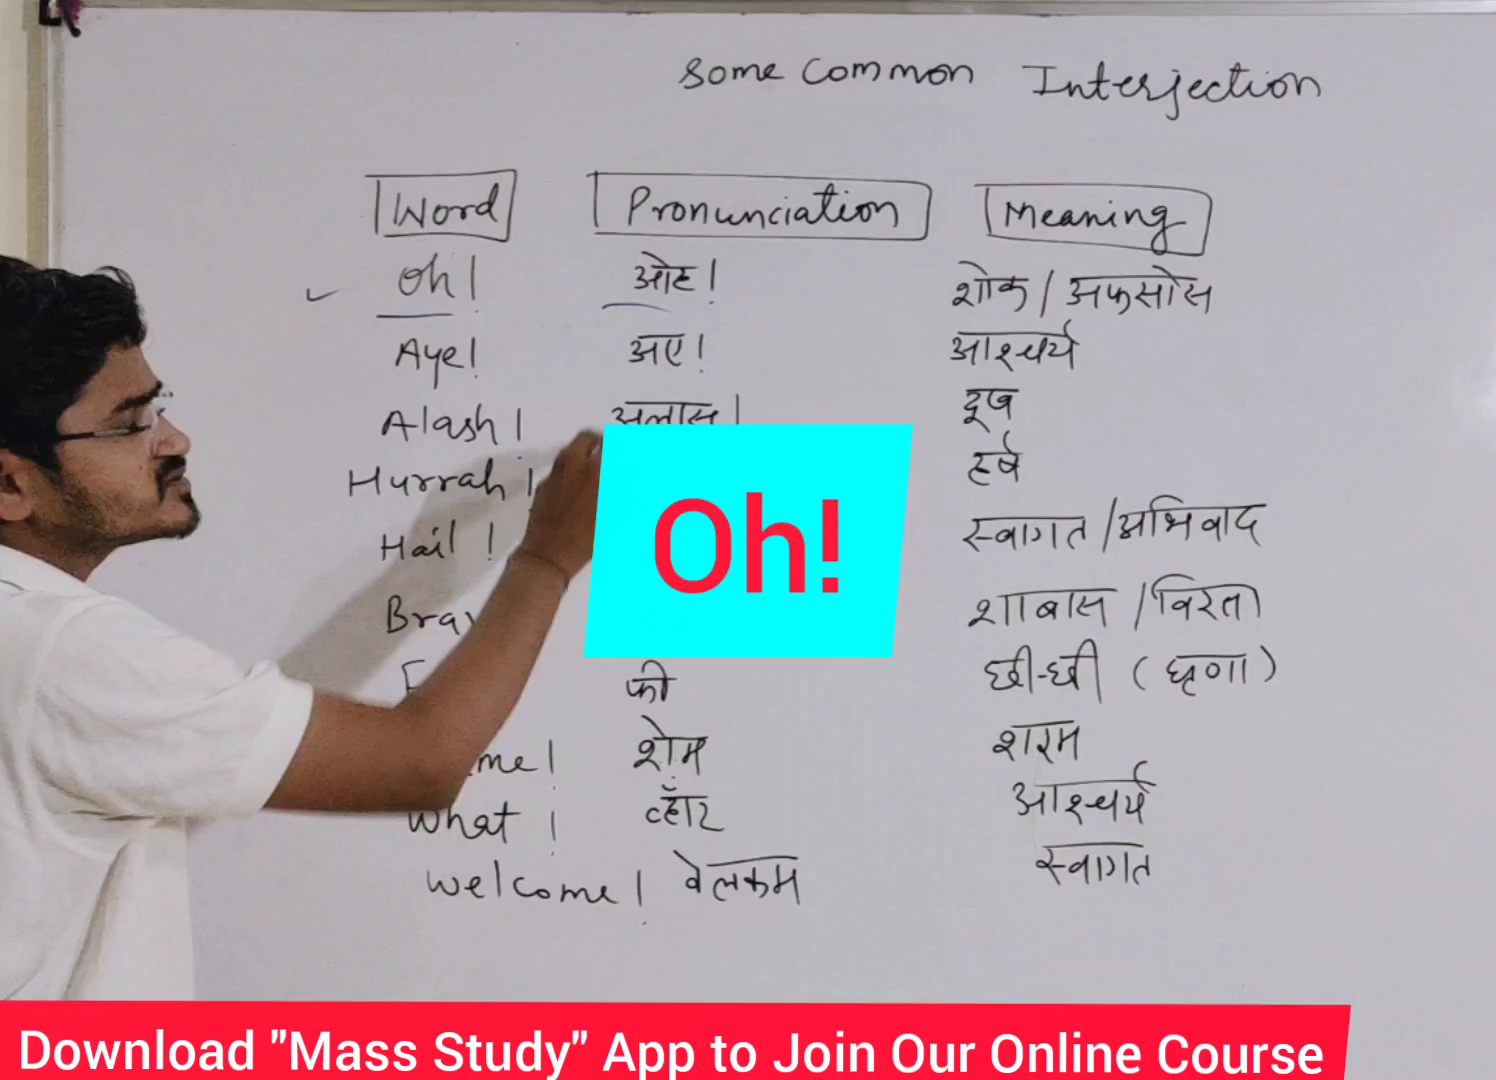 Some Common Interjection
Word Pronunciation Meaning
Oh! ओह! शोक / अफसोस
Aye! अए! आश्चर्य
Alash! अलास! दूख
Hurrah! हर्ष
Hail! स्वागत / अभिवाद
Brav शाबास / विरता
F फी छी-छी (घृणा)
me! शेम शरम
What! व्हॉट आश्चर्य
Welcome! वेलकम स्वागत
Oh!
Download "Mass Study" App to Join Our Online Course